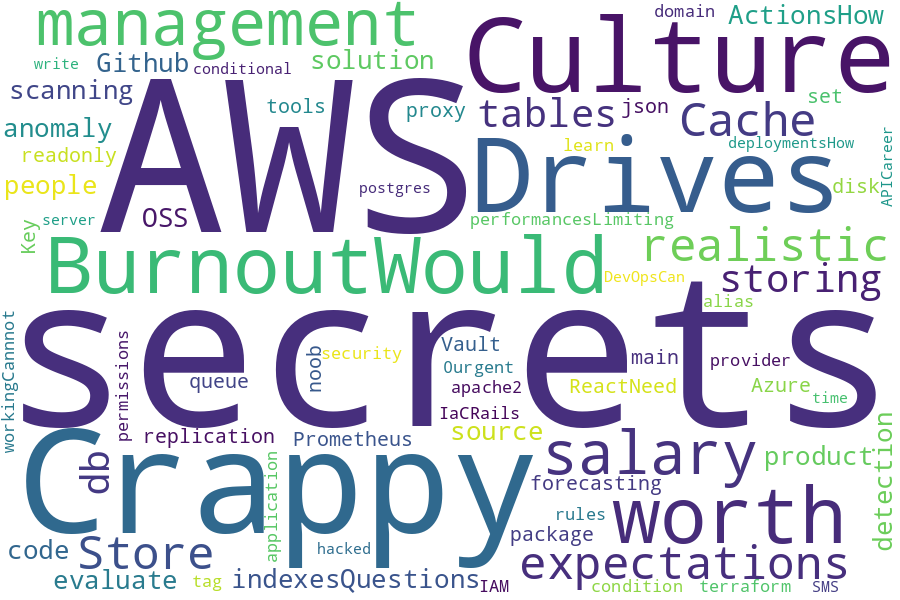 management
Culture
domain
ActionsHow
write
Github
conditional
solution
scanning
tools
proxy
tables
json
Cache
set
anomaly
AWS
Drives
learn
deploymentsHow
APICareer
readonly
people
postgres
disk
OSS
server
Key
performancesLimiting
BurnoutWould
realistic
DevOpsCan
storing
alias
secrets
workingCannnot
permissions
queue
noob
security
Vault
Ourgent
apache2
IaCRails
main
provider
ReactNeed
Azure
time
Crappy
replication
Prometheus
source
salary
product
detection
db
application
forecasting
worth
code
Store
hacked
package
rules
expectations
evaluate
tag
indexesQuestions
IAM
condition
terraform
SMS